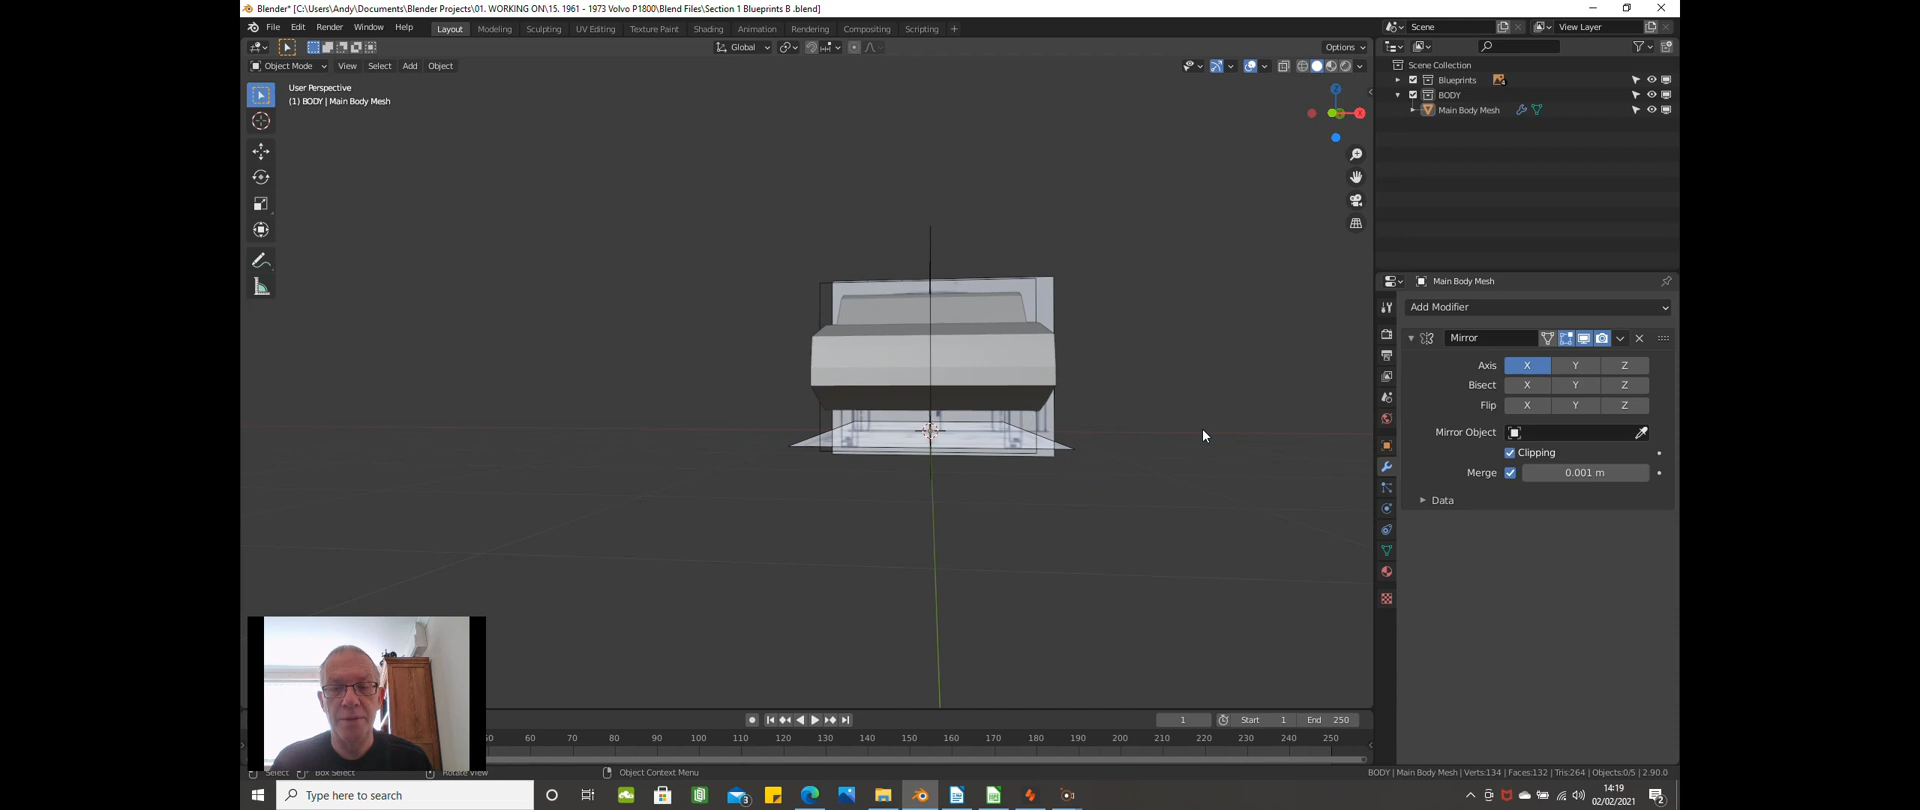 Blender* [C:\Users\Andy\Documents\Blender Projects\01. WORKING ON\15. 1961 - 1973 Volvo P1800\Blend Files\Section 1 Blueprints B .blend]
File Edit Render Window Help Layout Modeling Sculpting UV Editing Texture Paint Shading Animation Rendering Compositing Scripting + Scene View Layer
Global Options
Object Mode View Select Add Object
User Perspective
(1) BODY | Main Body Mesh
Z
X
Scene Collection
Blueprints
BODY
Main Body Mesh
Main Body Mesh
Add Modifier
Mirror
Axis X Y Z
Bisect X Y Z
Flip X Y Z
Mirror Object
Clipping
Merge 0.001 m
Data
1 Start 1 End 250
50 60 70 80 90 100 110 120 130 140 150 160 170 180 190 200 210 220 230 240 250
Select Box Select Rotate View Object Context Menu BODY | Main Body Mesh | Verts:134 | Faces:132 | Tris:264 | Objects:0/5 | 2.90.0
Type here to search
3
14:19
02/02/2021
2